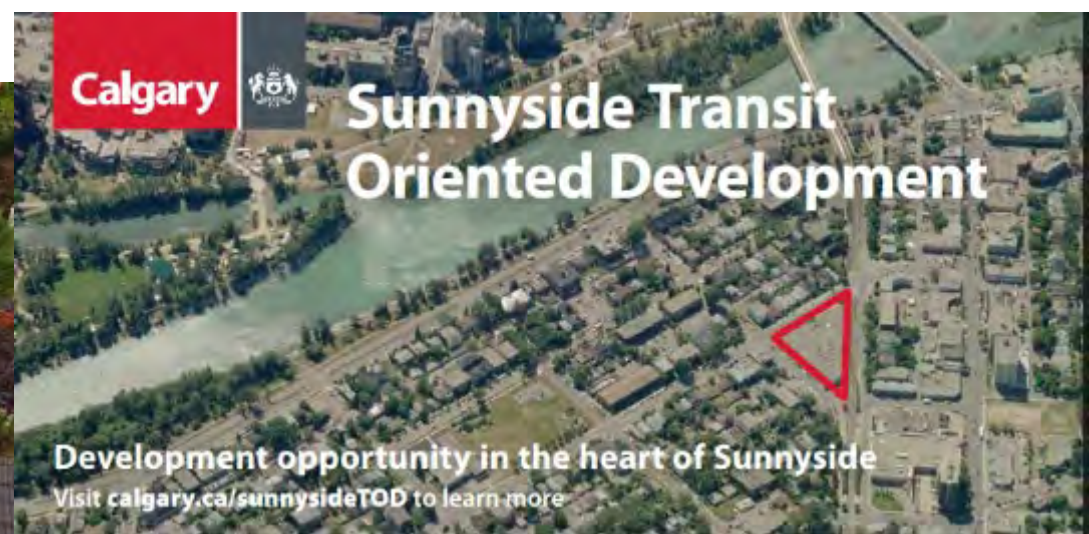 Calgary
Sunnyside Transit
Oriented Development
Development opportunity in the heart of Sunnyside
Visit calgary.ca/sunnysideTOD to learn more